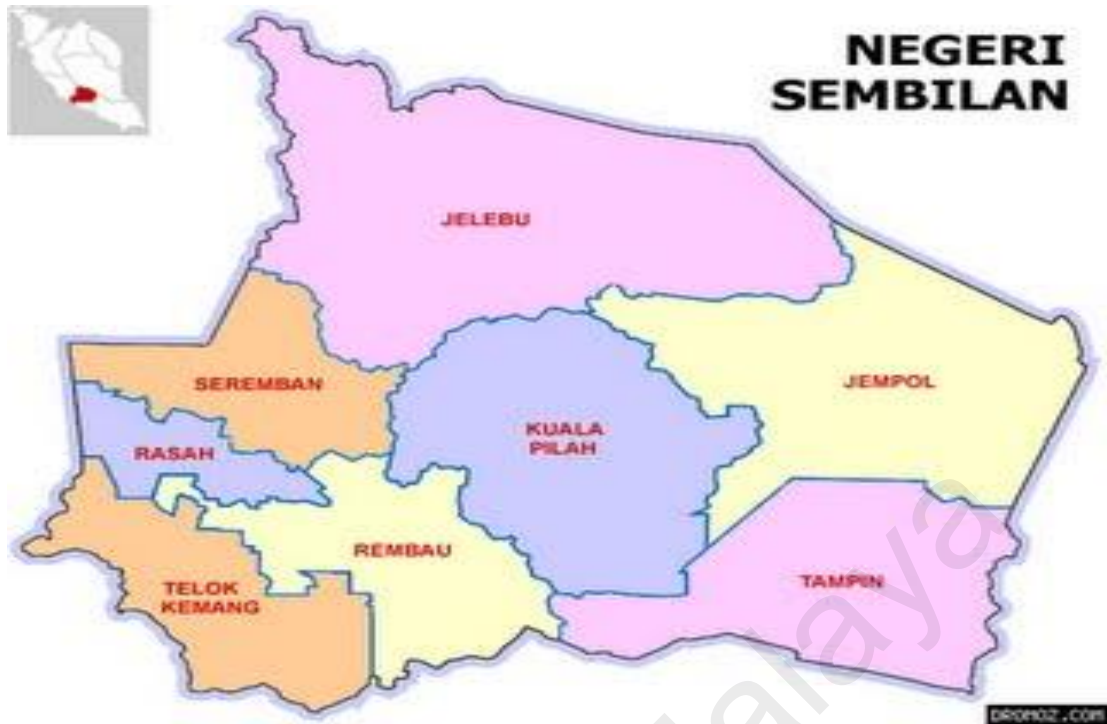 NEGERI
SEMBILAN
JELEBU
SEREMBAN
JEMPOL
KUALA
PILAH
RASAH
REMBAU
TELOK
KEMANG
TAMPIN
DROMOZ.COM